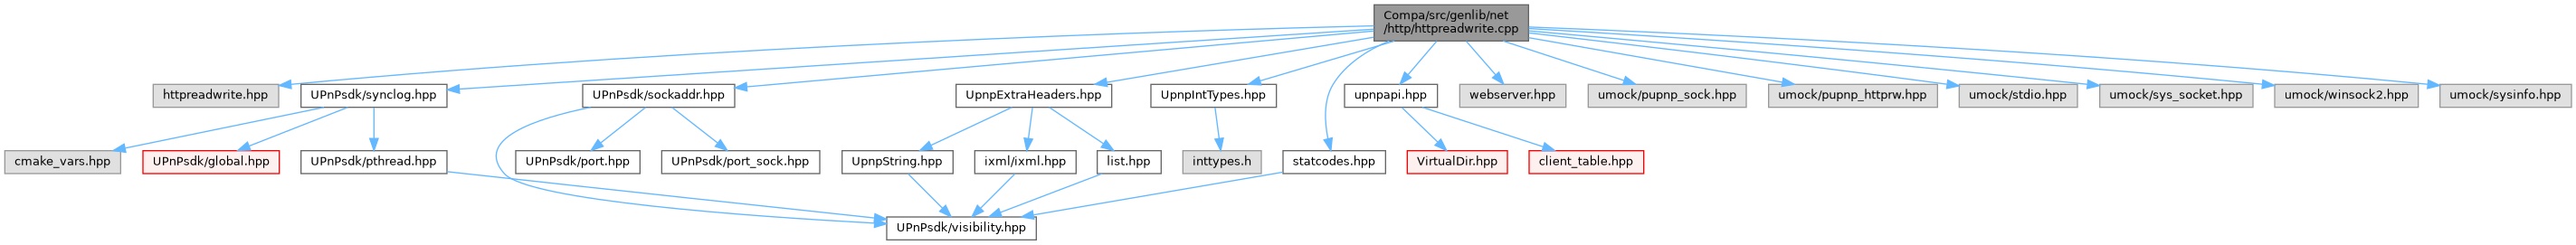 Compa/src/genlib/net
/http/httpreadwrite.cpp
httpreadwrite.hpp
UPnPsdk/synclog.hpp
UPnPsdk/sockaddr.hpp
UpnpExtraHeaders.hpp
UpnpIntTypes.hpp
upnpapi.hpp
webserver.hpp
umock/pupnp_sock.hpp
umock/pupnp_httprw.hpp
umock/stdio.hpp
umock/sys_socket.hpp
umock/winsock2.hpp
umock/sysinfo.hpp
cmake_vars.hpp
UPnPsdk/global.hpp
UPnPsdk/pthread.hpp
UPnPsdk/port.hpp
UPnPsdk/port_sock.hpp
UpnpString.hpp
ixml/ixml.hpp
list.hpp
inttypes.h
statcodes.hpp
VirtualDir.hpp
client_table.hpp
UPnPsdk/visibility.hpp